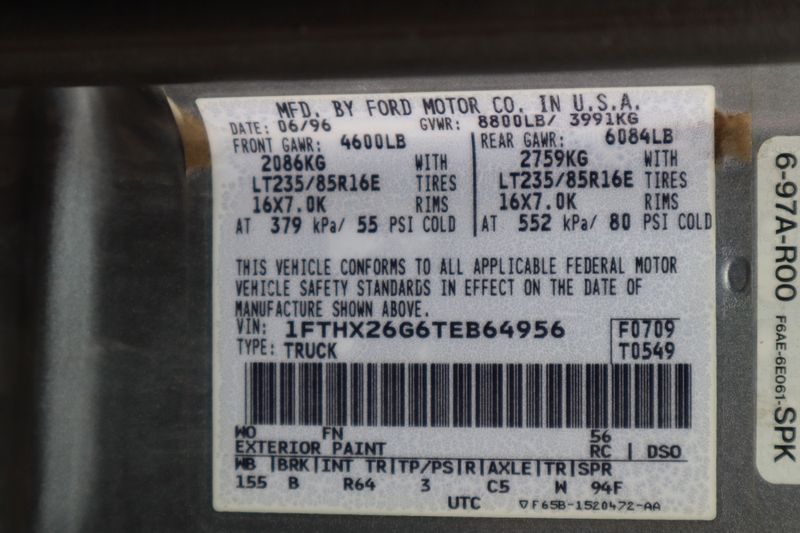 MFD. BY FORD MOTOR CO. IN U.S.A.
DATE: 06/96 GVWR: 8800LB/ 3991KG
FRONT GAWR: 4600LB REAR GAWR: 6084LB
2086KG WITH 2759KG WITH
LT235/85R16E TIRES LT235/85R16E TIRES
16X7.0K RIMS 16X7.0K RIMS
AT 379 kPa/ 55 PSI COLD AT 552 kPa/ 80 PSI COLD
THIS VEHICLE CONFORMS TO ALL APPLICABLE FEDERAL MOTOR
VEHICLE SAFETY STANDARDS IN EFFECT ON THE DATE OF
MANUFACTURE SHOWN ABOVE.
VIN: 1FTHX26G6TEB64956 F0709
TYPE: TRUCK T0549
WO FN 56
EXTERIOR PAINT RC | DSO
WB |BRK|INT TR|TP/PS|R|AXLE|TR|SPR
155 B R64 3 C5 W 94F
UTC ▽F65B-1520472-AA
6-97A-R00 F6AE-6E061-SPK